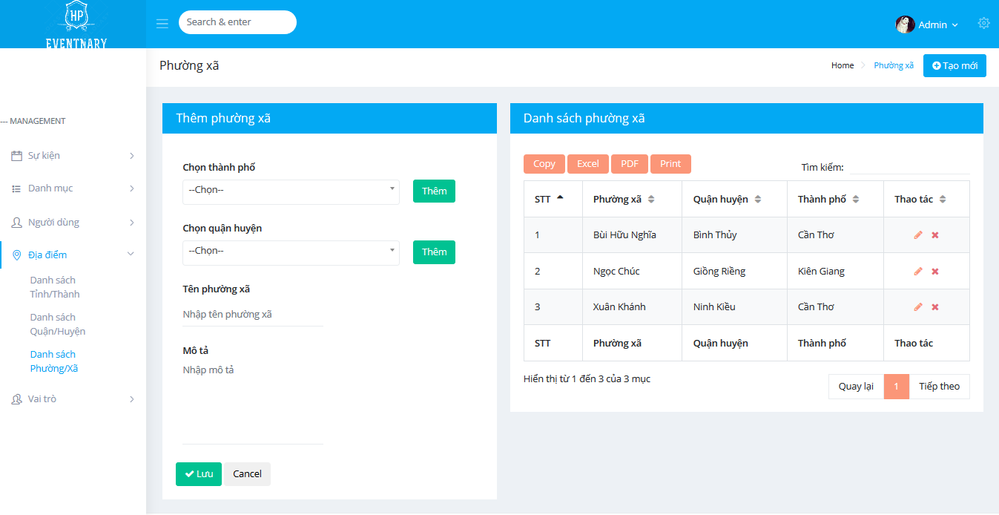 HP
EVENTNARY
Search & enter
Admin
Phường xã
Home
Phường xã
Tạo mới
--- MANAGEMENT
Sự kiện
Danh mục
Người dùng
Địa điểm
Danh sách
Tỉnh/Thành
Danh sách
Quận/Huyện
Danh sách
Phường/Xã
Vai trò
Thêm phường xã
Chọn thành phố
--Chọn--
Thêm
Chọn quận huyện
--Chọn--
Thêm
Tên phường xã
Nhập tên phường xã
Mô tả
Nhập mô tả
Lưu
Cancel
Danh sách phường xã
Copy
Excel
PDF
Print
Tìm kiếm:
STT Phường xã Quận huyện Thành phố Thao tác
1 Bùi Hữu Nghĩa Bình Thủy Cần Thơ
2 Ngọc Chúc Giồng Riềng Kiên Giang
3 Xuân Khánh Ninh Kiều Cần Thơ
STT Phường xã Quận huyện Thành phố Thao tác
Hiển thị từ 1 đến 3 của 3 mục
Quay lại 1 Tiếp theo